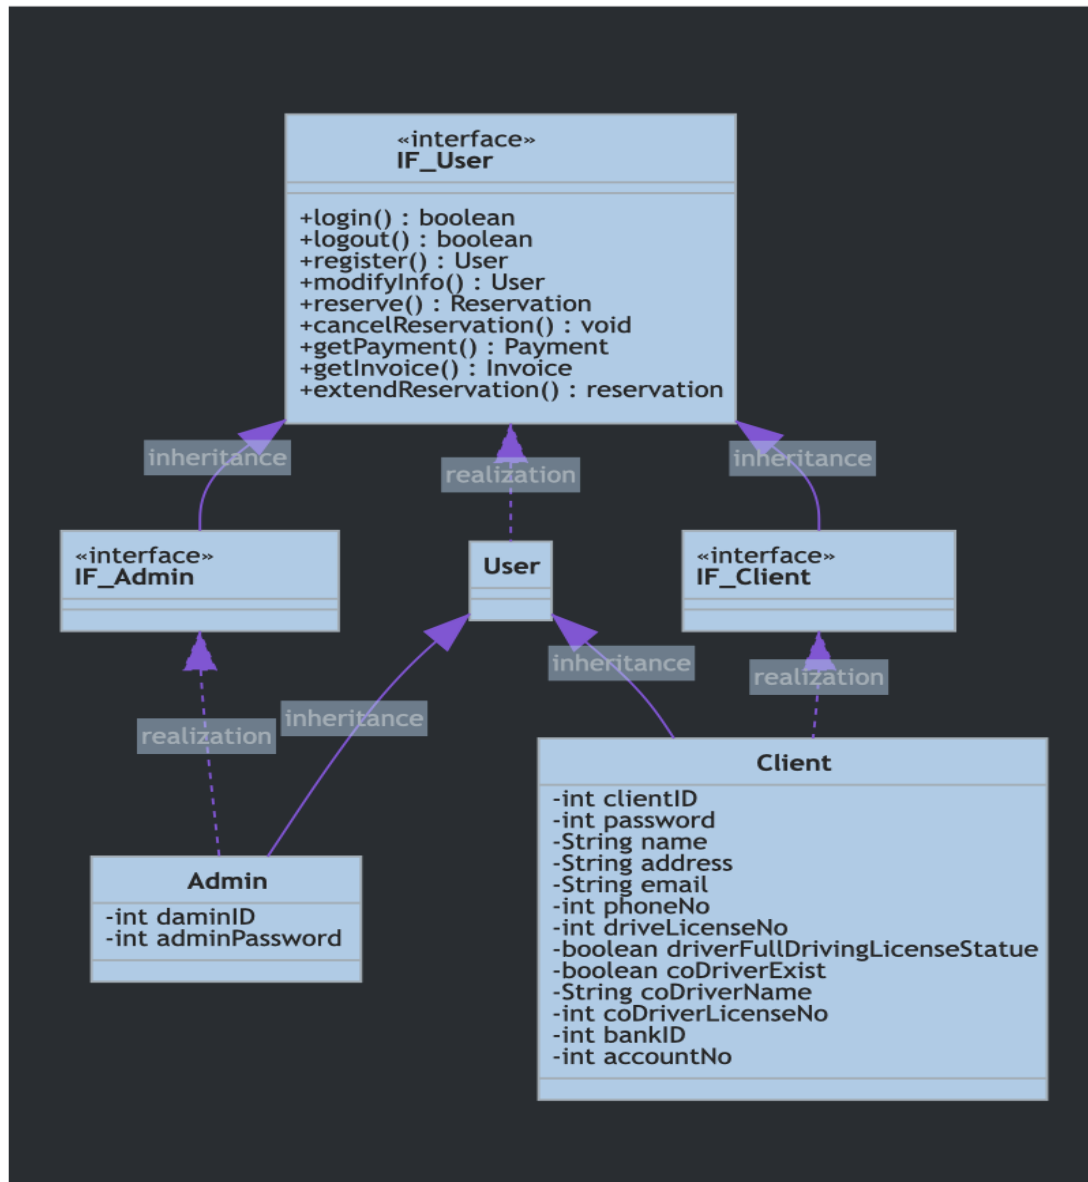 «interface»
IF_User
+login() : boolean
+logout() : boolean
+register() : User
+modifyInfo() : User
+reserve() : Reservation
+cancelReservation() : void
+getPayment() : Payment
+getInvoice() : Invoice
+extendReservation() : reservation
inheritance
realization
inheritance
«interface»
IF_Admin
User
«interface»
IF_Client
realization
inheritance
inheritance
realization
Admin
-int daminID
-int adminPassword
Client
-int clientID
-int password
-String name
-String address
-String email
-int phoneNo
-int driveLicenseNo
-boolean driverFullDrivingLicenseStatue
-boolean coDriverExist
-String coDriverName
-int coDriverLicenseNo
-int bankID
-int accountNo